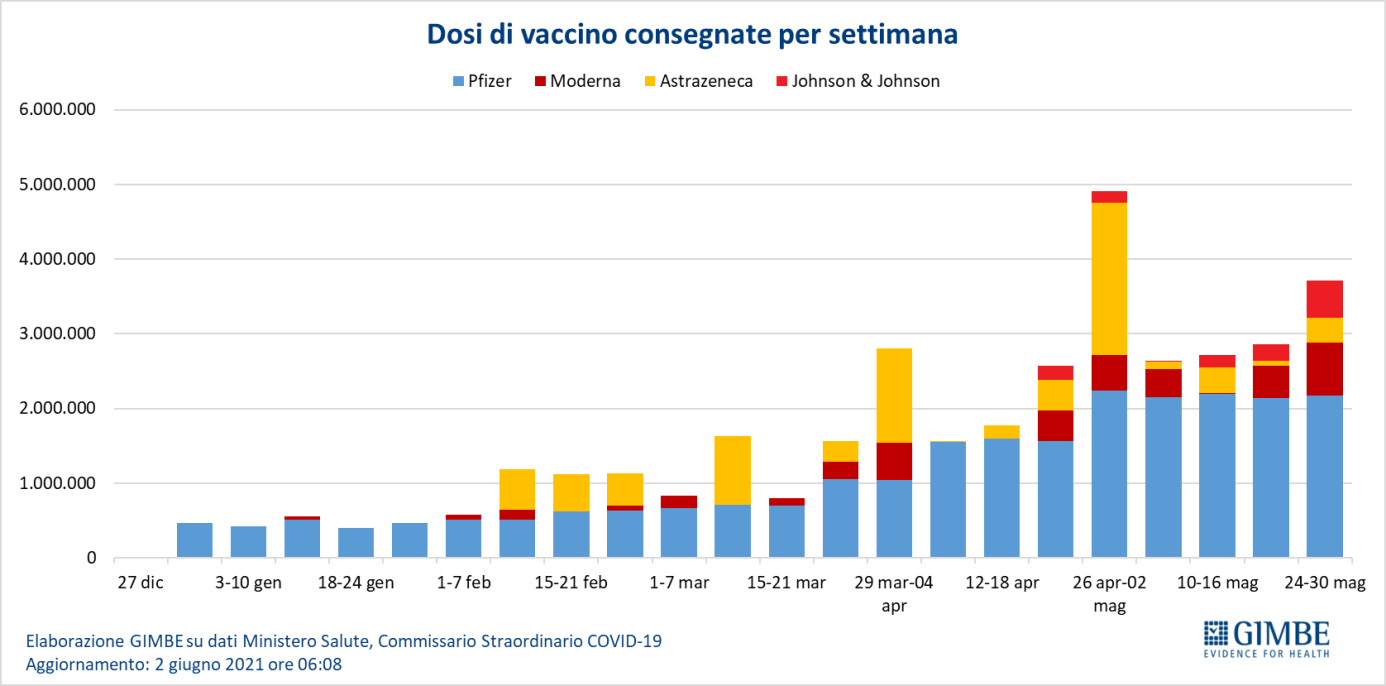 Dosi di vaccino consegnate per settimana
Pfizer Moderna Astrazeneca Johnson & Johnson
6.000.000
5.000.000
4.000.000
3.000.000
2.000.000
1.000.000
0
27 dic 3-10 gen 18-24 gen 1-7 feb 15-21 feb 1-7 mar 15-21 mar 29 mar-04 12-18 apr 26 apr-02 10-16 mag 24-30 mag
apr mag
Elaborazione GIMBE su dati Ministero Salute, Commissario Straordinario COVID-19
Aggiornamento: 2 giugno 2021 ore 06:08
GIMBE
EVIDENCE FOR HEALTH